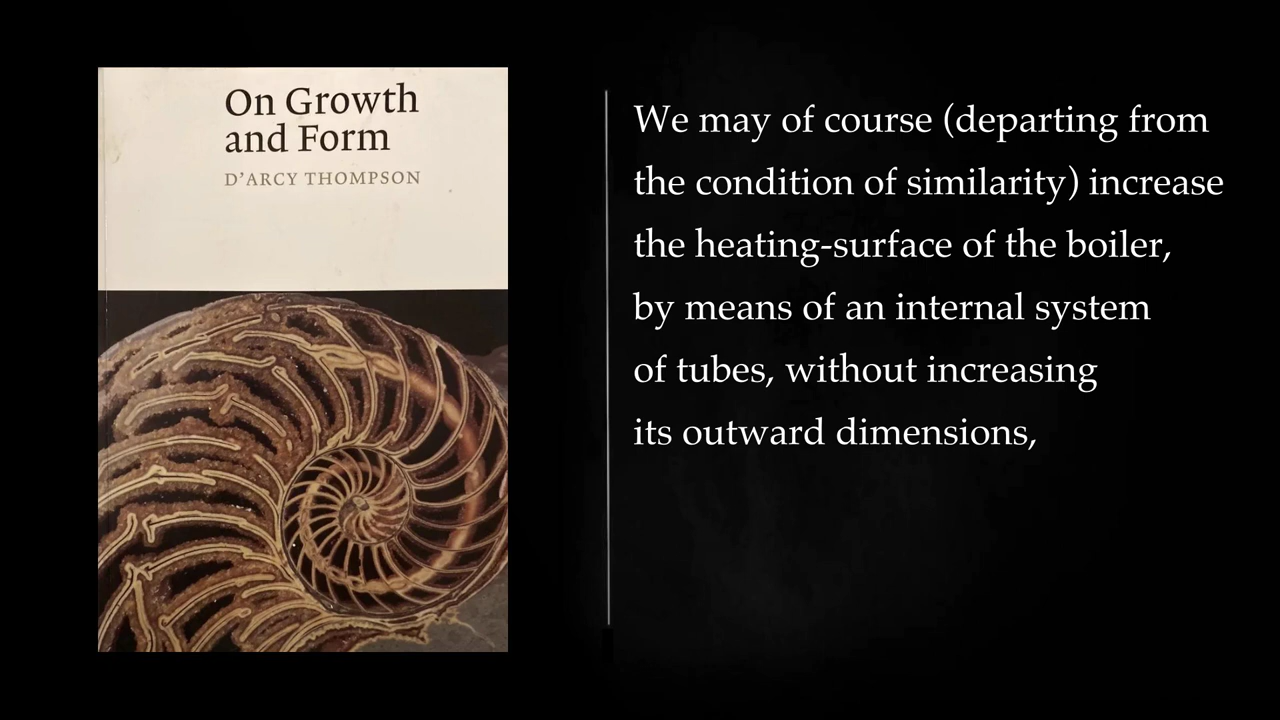 On Growth
and Form
D'ARCY THOMPSON
We may of course (departing from
the condition of similarity) increase
the heating-surface of the boiler,
by means of an internal system
of tubes, without increasing
its outward dimensions,